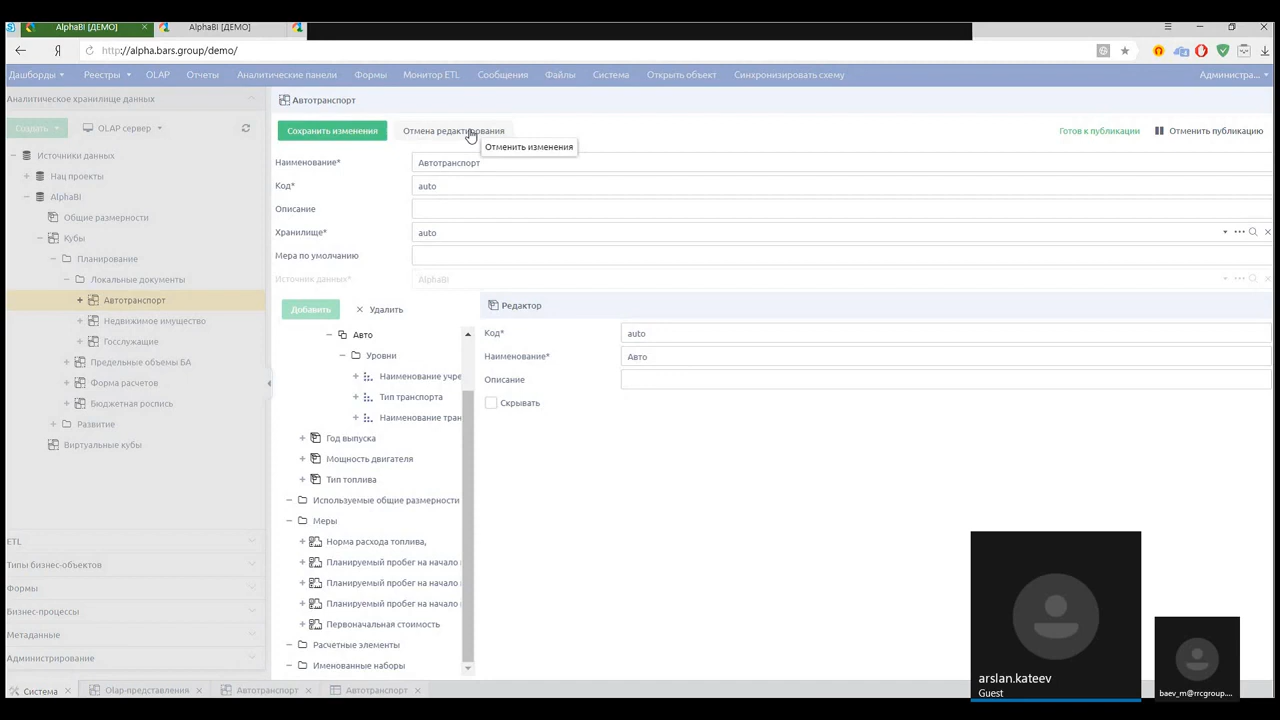 AlphaBI [ДЕМО]
AlphaBI [ДЕМО]
http://alpha.bars.group/demo/
Дашборды Реестры OLAP Отчеты Аналитические панели Формы Монитор ETL Сообщения Файлы Система Открыть объект Синхронизировать схему Администра...
Аналитическое хранилище данных
Создать OLAP сервер
Источники данных
Нац проекты
AlphaBI
Общие размерности
Кубы
Планирование
Локальные документы
Автотранспорт
Недвижимое имущество
Госслужащие
Предельные объемы БА
Форма расчетов
Бюджетная роспись
Развитие
Виртуальные кубы
ETL
Типы бизнес-объектов
Формы
Бизнес-процессы
Метаданные
Администрирование
Автотранспорт
Сохранить изменения Отмена редактирования Готов к публикации Отменить публикацию
Отменить изменения
Наименование* Автотранспорт
Код* auto
Описание
Хранилище* auto
Мера по умолчанию
Источник данных* AlphaBI
Добавить Удалить
Авто
Уровни
Наименование учре
Тип транспорта
Наименование тран
Год выпуска
Мощность двигателя
Тип топлива
Используемые общие размерности
Меры
Норма расхода топлива,
Планируемый пробег на начало
Планируемый пробег на начало
Планируемый пробег на начало
Первоначальная стоимость
Расчетные элементы
Именованные наборы
Редактор
Код* auto
Наименование* Авто
Описание
Скрывать
arslan.kateev
Guest
baev_m@rrcgroup....
Система Olap-представления Автотранспорт Автотранспорт